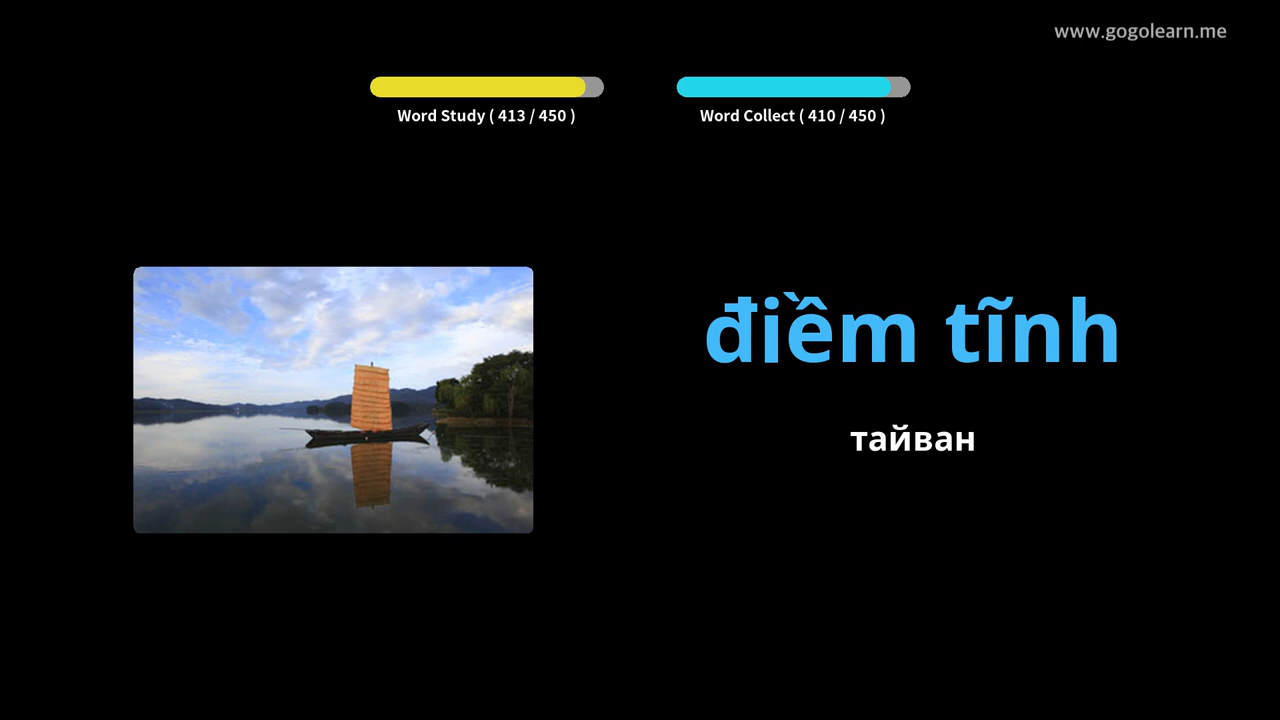 www.gogolearn.me
Word Study ( 413 / 450 )
Word Collect ( 410 / 450 )
điềm tĩnh
тайван